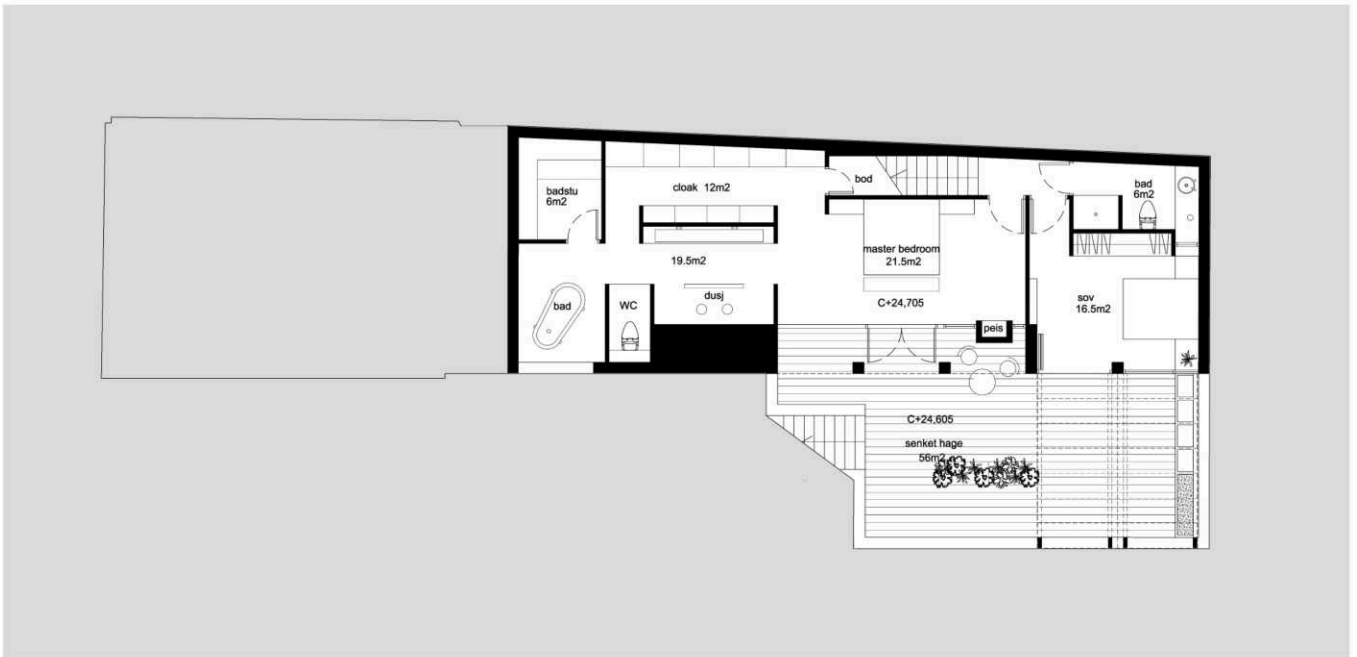 badstu
6m2
cloak 12m2
bod
bad
6m2
19.5m2
master bedroom
21.5m2
bad
WC
dusj
C+24,705
peis
sov
16.5m2
C+24,605
senket hage
56m2